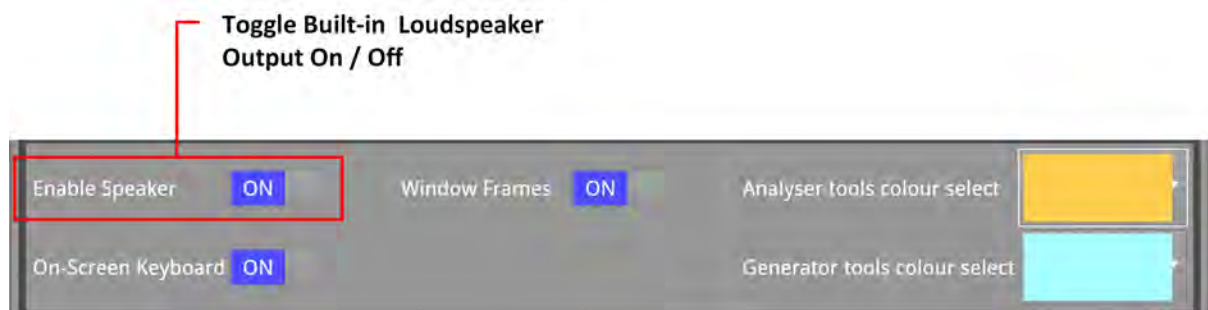 Toggle Built-in Loudspeaker
Output On / Off
Enable Speaker ON Window Frames ON Analyser tools colour select
On-Screen Keyboard ON Generator tools colour select